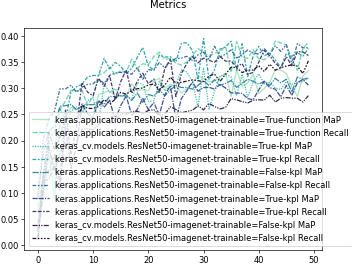 Metrics
0.40
0.35
0.30
0.25
0.20
0.15
0.10
0.05
0.00
keras.applications.ResNet50-imagenet-trainable=True-function MaP
keras.applications.ResNet50-imagenet-trainable=True-function Recall
keras_cv.models.ResNet50-imagenet-trainable=True-kpl MaP
keras_cv.models.ResNet50-imagenet-trainable=True-kpl Recall
keras.applications.ResNet50-imagenet-trainable=False-kpl MaP
keras.applications.ResNet50-imagenet-trainable=False-kpl Recall
keras.applications.ResNet50-imagenet-trainable=True-kpl MaP
keras.applications.ResNet50-imagenet-trainable=True-kpl Recall
keras_cv.models.ResNet50-imagenet-trainable=False-kpl MaP
keras_cv.models.ResNet50-imagenet-trainable=False-kpl Recall
0 10 20 30 40 50